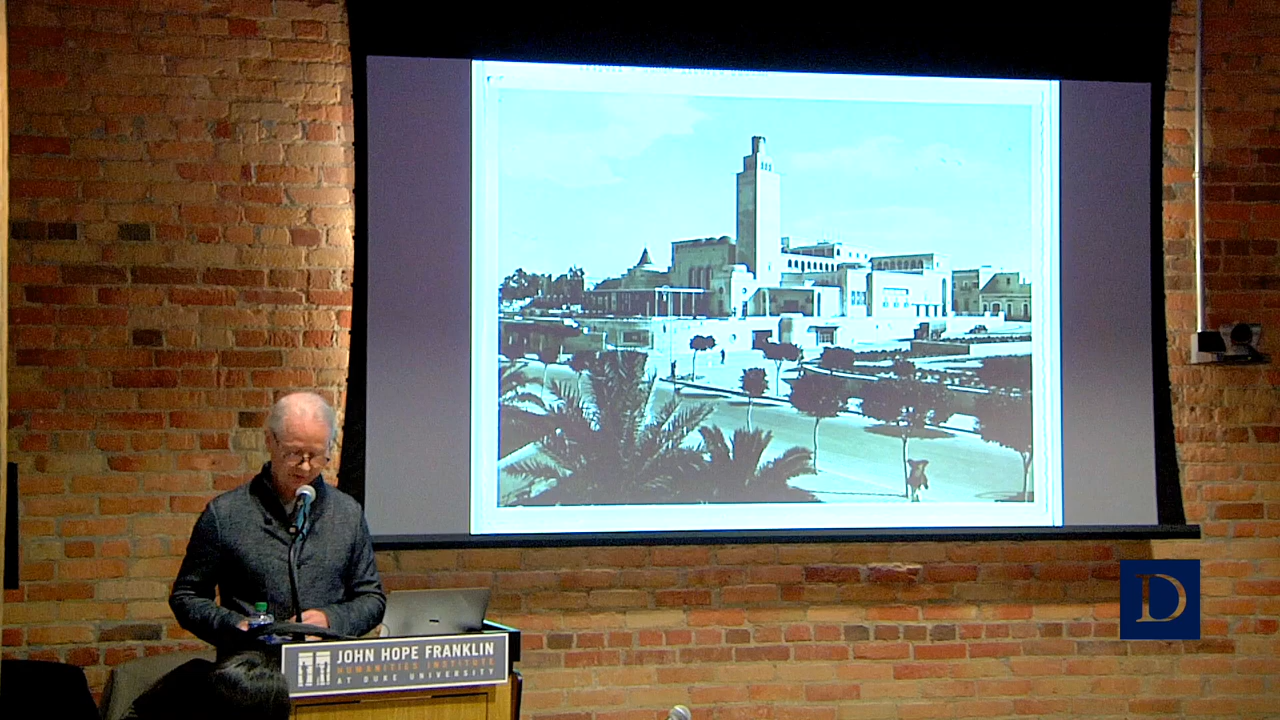 JOHN HOPE FRANKLIN
HUMANITIES INSTITUTE
AT DUKE UNIVERSITY
D